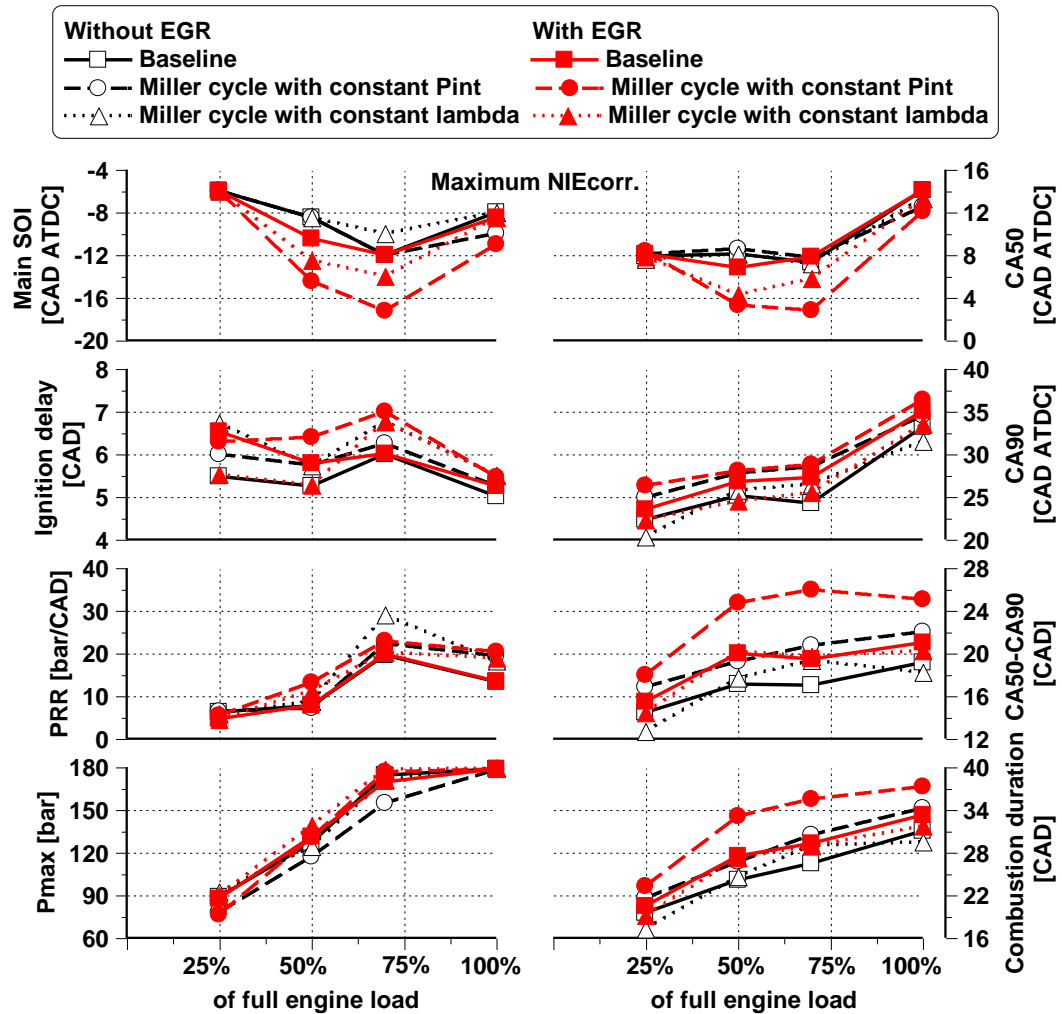 Without EGR With EGR
Baseline Baseline
Miller cycle with constant Pint Miller cycle with constant Pint
Miller cycle with constant lambda Miller cycle with constant lambda
Maximum NIEcorr.
Main SOI
[CAD ATDC]
-4
-8
-12
-16
-20
CA50
[CAD ATDC]
16
12
8
4
0
Ignition delay
[CAD]
8
7
6
5
4
CA90
[CAD ATDC]
40
35
30
25
20
PRR [bar/CAD]
40
30
20
10
0
CA50-CA90
[CAD]
28
24
20
16
12
Pmax [bar]
180
150
120
90
60
Combustion duration
[CAD]
40
34
28
22
16
25% 50% 75% 100% 25% 50% 75% 100%
of full engine load of full engine load